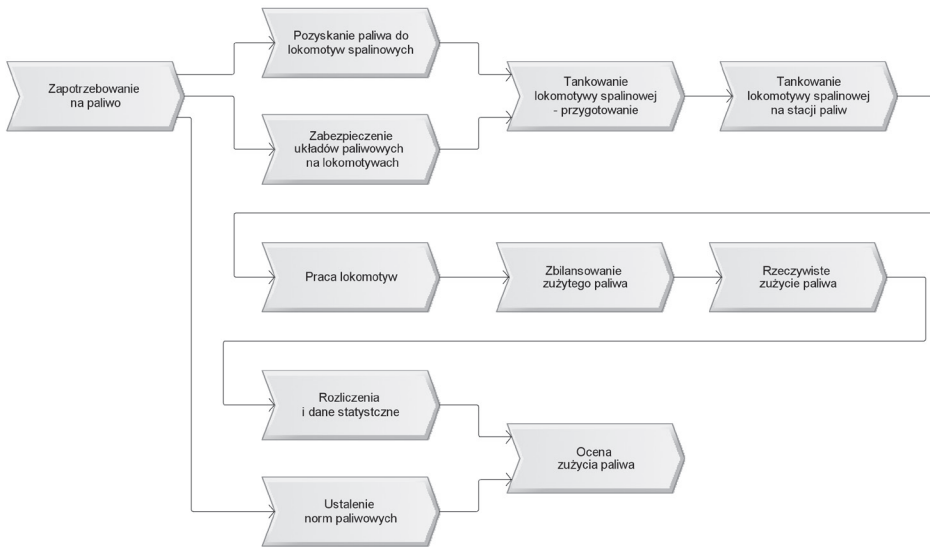 Zapotrzebowanie
na paliwo
Pozyskanie paliwa do
lokomotyw spalinowych
Zabezpieczenie
układów paliwowych
na lokomotywach
Tankowanie
lokomotywy spalinowej
- przygotowanie
Tankowanie
lokomotywy spalinowej
na stacji paliw
Praca lokomotyw
Zbilansowanie
zużytego paliwa
Rzeczywiste
zużycie paliwa
Rozliczenia
i dane statystczne
Ustalenie
norm paliwowych
Ocena
zużycia paliwa